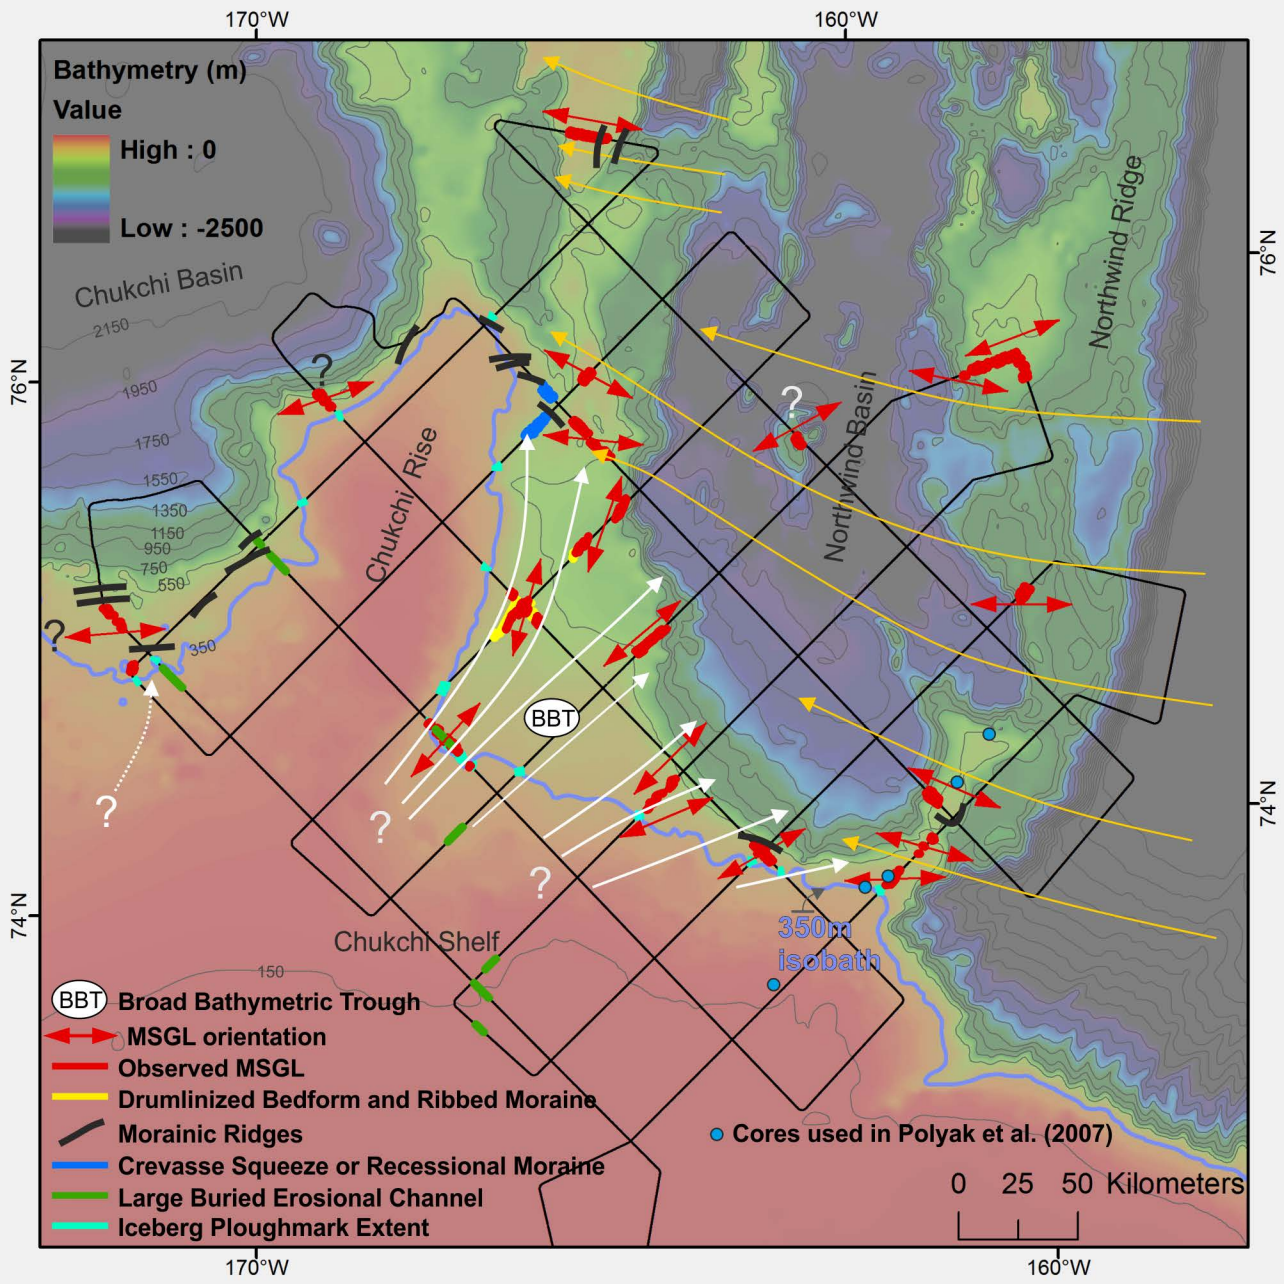 170°W
160°W
Bathymetry (m)
Value
High : 0
Low : -2500
Chukchi Basin
Northwind Ridge
76°N
76°N
2150
0
1950
1750
1550
1350
1150
950
750
550
350
?
?
?
Chukchi Rise
Northwind Basin
BBT
?
?
?
74°N
74°N
350m
isobath
Chukchi Shelf
150
BBT Broad Bathymetric Trough
MSGL orientation
Observed MSGL
Drumlinized Bedform and Ribbed Moraine
Morainic Ridges
Crevasse Squeeze or Recessional Moraine
Large Buried Erosional Channel
Iceberg Ploughmark Extent
Cores used in Polyak et al. (2007)
0 25 50 Kilometers
170°W
160°W